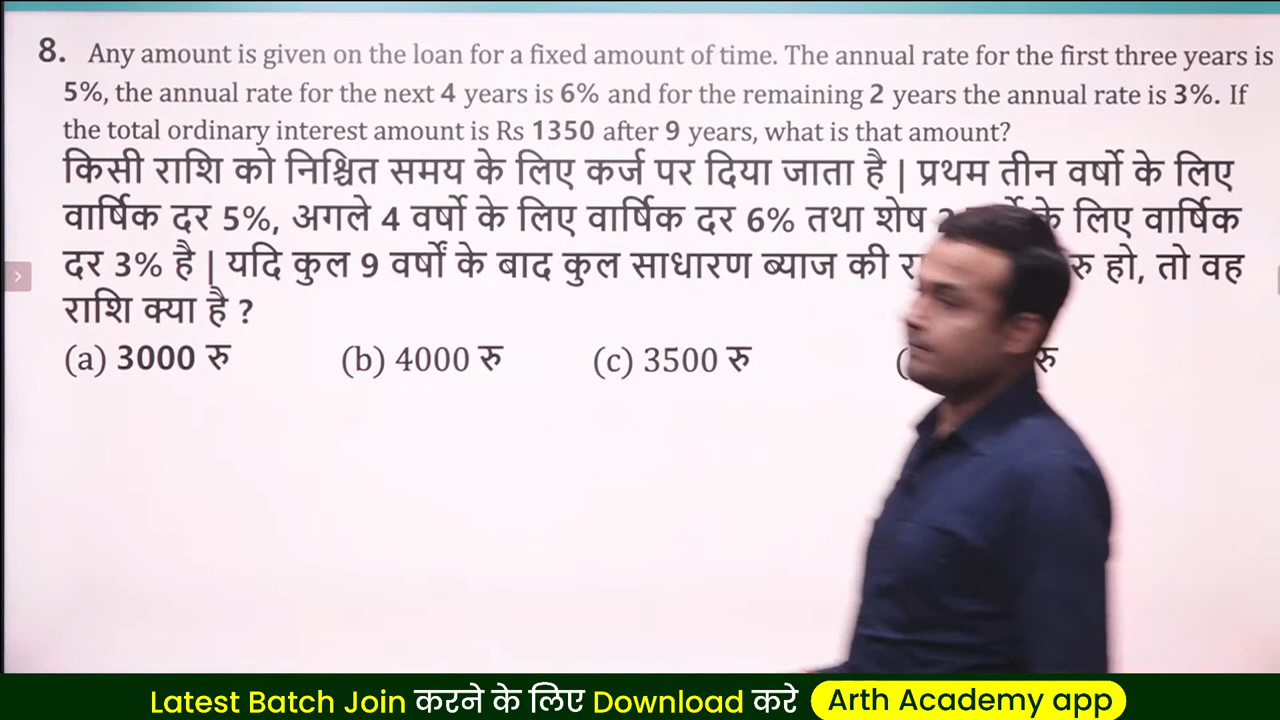 8. Any amount is given on the loan for a fixed amount of time. The annual rate for the first three years is
5%, the annual rate for the next 4 years is 6% and for the remaining 2 years the annual rate is 3%. If
the total ordinary interest amount is Rs 1350 after 9 years, what is that amount?
किसी राशि को निश्चित समय के लिए कर्ज पर दिया जाता है | प्रथम तीन वर्षो के लिए
वार्षिक दर 5%, अगले 4 वर्षो के लिए वार्षिक दर 6% तथा शेष के लिए वार्षिक
दर 3% है | यदि कुल 9 वर्षों के बाद कुल साधारण ब्याज की रु हो, तो वह
राशि क्या है ?
(a) 3000 रु (b) 4000 रु (c) 3500 रु रु
Latest Batch Join करने के लिए Download करे Arth Academy app